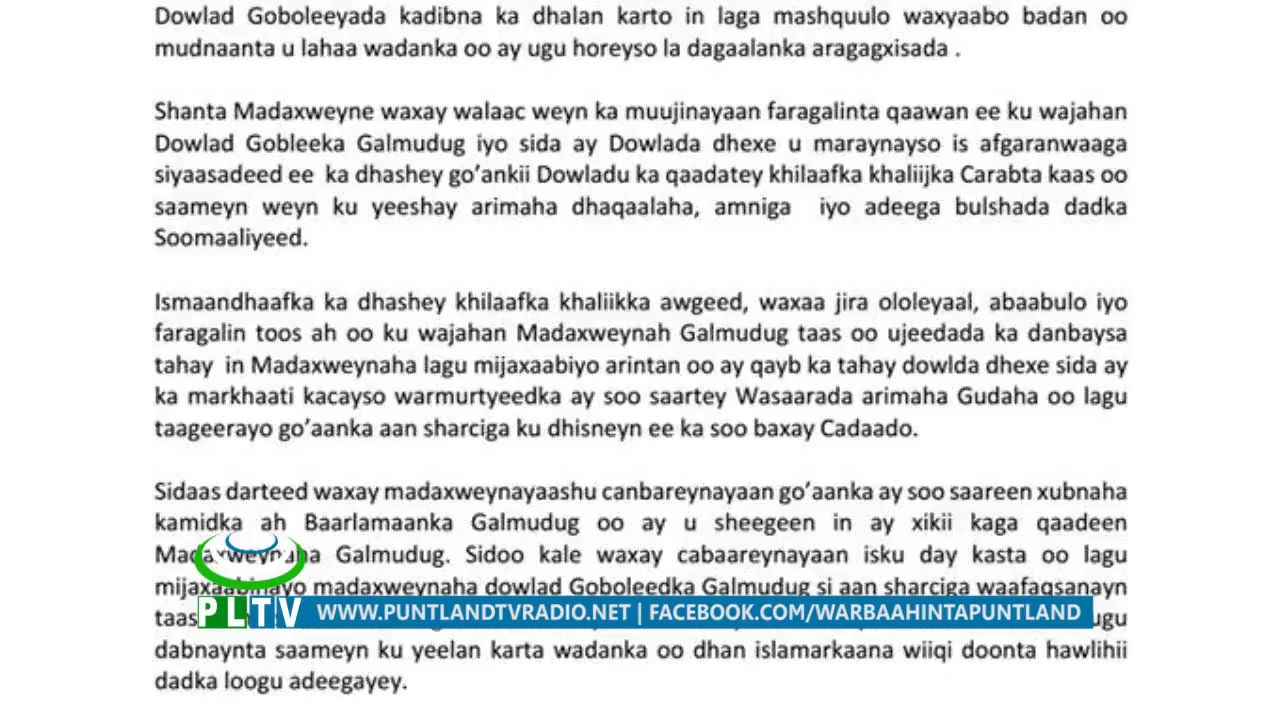 Dowlad Goboleeyada kadibna ka dhalan karto in laga mashquulo waxyaabo badan oo
mudnaanta u lahaa wadanka oo ay ugu horeyso la dagaalanka aragagxisada .
Shanta Madaxweyne waxay walaac weyn ka muujinayaan faragalinta qaawan ee ku wajahan
Dowlad Gobleeka Galmudug iyo sida ay Dowlada dhexe u maraynayso is afgaranwaaga
siyaasadeed ee ka dhashey go’ankii Dowladu ka qaadatey khilaafka khaliijka Carabta kaas oo
saameyn weyn ku yeeshay arimaha dhaqaalaha, amniga iyo adeega bulshada dadka
Soomaaliyeed.
Ismaandhaafka ka dhashey khilaafka khaliikka awgeed, waxaa jira ololeyaal, abaabulo iyo
faragalin toos ah oo ku wajahan Madaxweynah Galmudug taas oo ujeedada ka danbaysa
tahay in Madaxweynaha lagu mijaxaabiyo arintan oo ay qayb ka tahay dowlda dhexe sida ay
ka markhaati kacayso warmurtyeedka ay soo saartey Wasaarada arimaha Gudaha oo lagu
taageerayo go’aanka aan sharciga ku dhisneyn ee ka soo baxay Cadaado.
Sidaas darteed waxay madaxweynayaashu canbareynayaan go’aanka ay soo saareen xubnaha
kamidka ah Baarlamaanka Galmudug oo ay u sheegeen in ay xikii kaga qaadeen
Madaxweynaha Galmudug. Sidoo kale waxay cabaareynayaan isku day kasta oo lagu
mijaxaabinayo madaxweynaha dowlad Goboleedka Galmudug si aan sharciga waafaqsanayn
taas ugu
PLTV WWW.PUNTLANDTVRADIO.NET | FACEBOOK.COM/WARBAAHINTAPUNTLAND
dabnaynta saameyn ku yeelan karta wadanka oo dhan islamarkaana wiiqi doonta hawlihii
dadka loogu adeegayey.